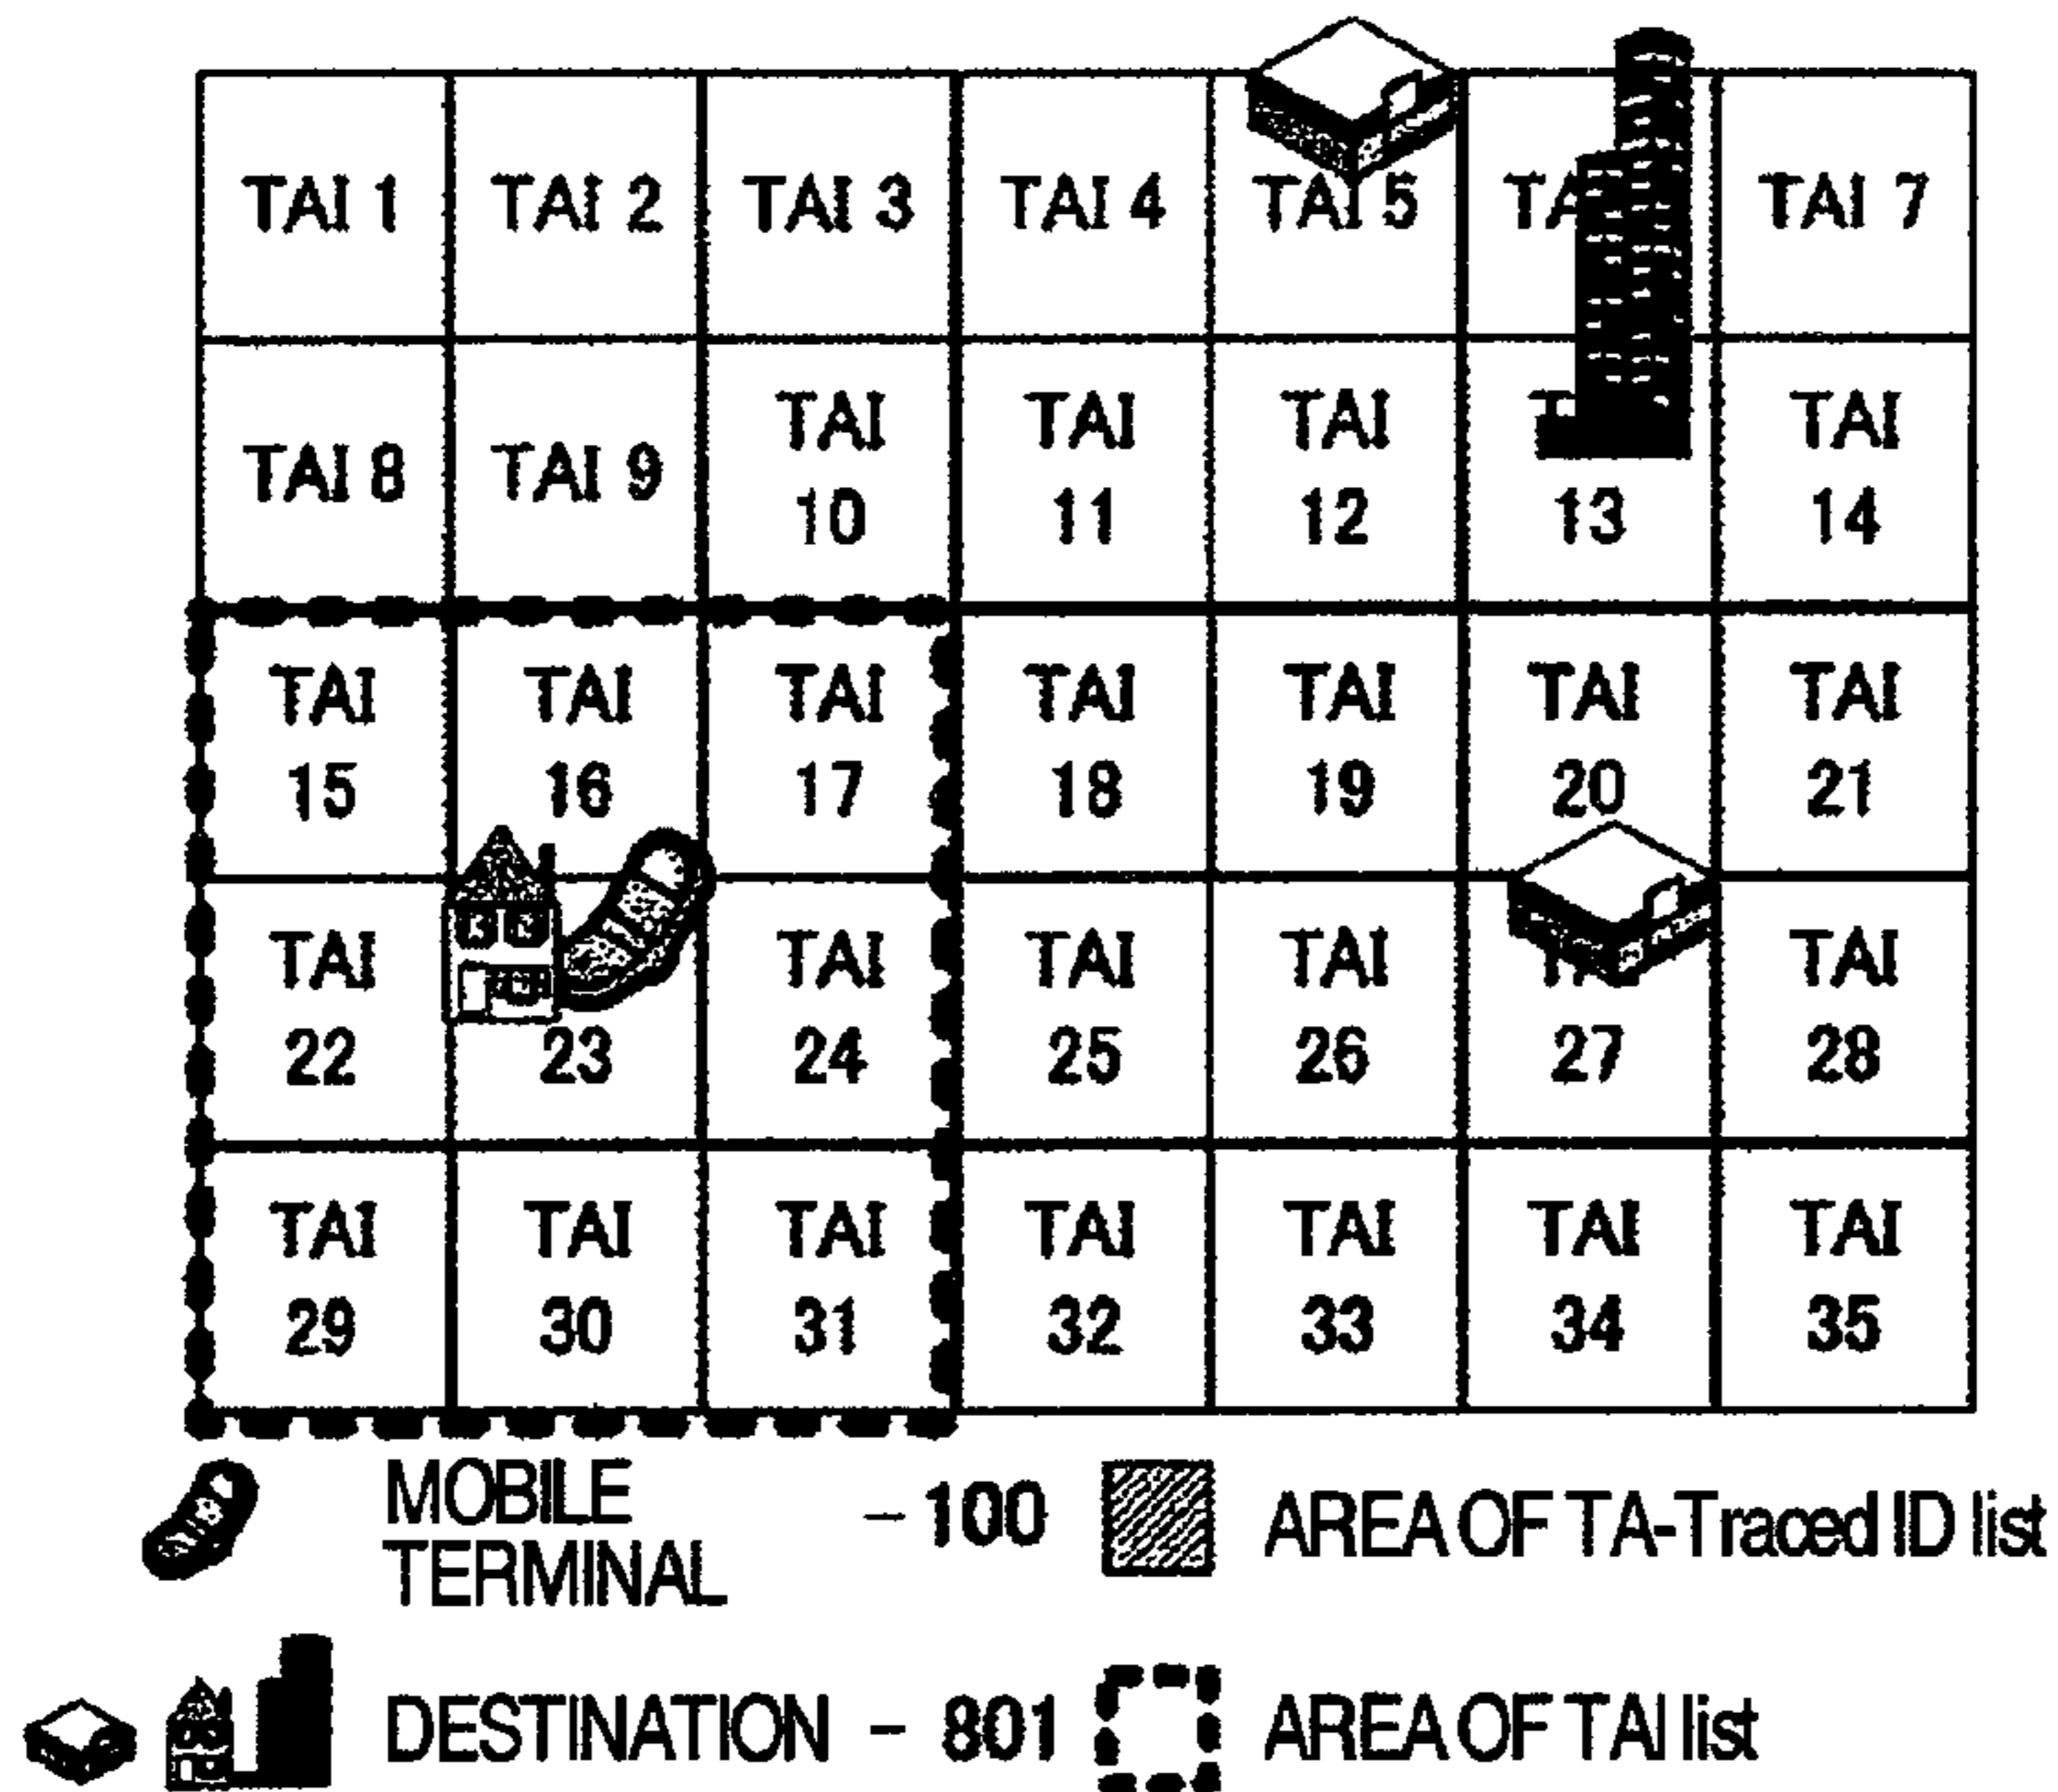 TAI 1 TAI 2 TAI 3 TAI 4 TAI 5 TAI 7
TAI 8 TAI 9 TAI 10 TAI 11 TAI 12 13 TAI 14
TAI 15 TAI 16 TAI 17 TAI 18 TAI 19 TAI 20 TAI 21
TAI 22 23 TAI 24 TAI 25 TAI 26 27 TAI 28
TAI 29 TAI 30 TAI 31 TAI 32 TAI 33 TAI 34 TAI 35
MOBILE TERMINAL – 100
AREA OF TA-Traced ID list
DESTINATION – 801
AREA OF TAI list